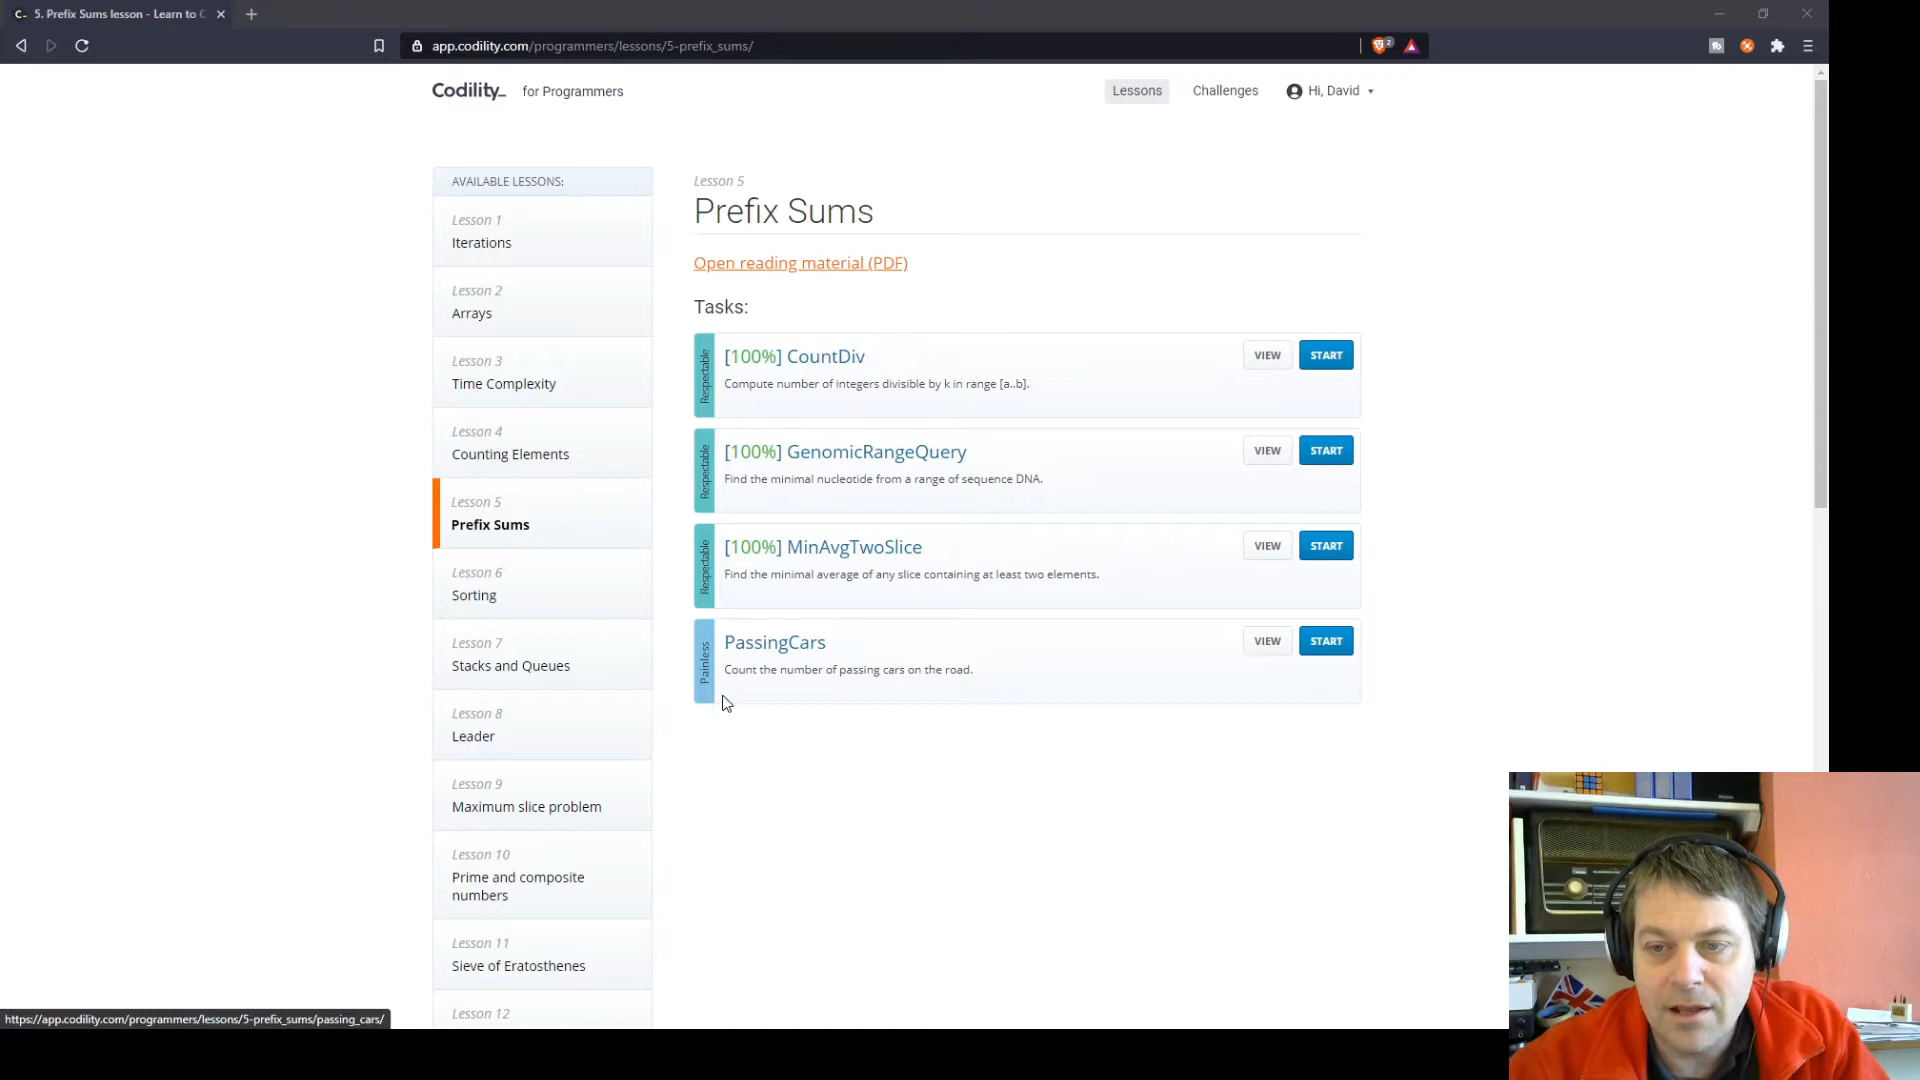 5. Prefix Sums lesson - Learn to C
app.codility.com/programmers/lessons/5-prefix_sums/
2
Codility_ for Programmers
Lessons
Challenges
Hi, David
AVAILABLE LESSONS:
Lesson 1
Iterations
Lesson 2
Arrays
Lesson 3
Time Complexity
Lesson 4
Counting Elements
Lesson 5
Prefix Sums
Lesson 6
Sorting
Lesson 7
Stacks and Queues
Lesson 8
Leader
Lesson 9
Maximum slice problem
Lesson 10
Prime and composite
numbers
Lesson 11
Sieve of Eratosthenes
Lesson 12
Lesson 5
Prefix Sums
Open reading material (PDF)
Tasks:
Respectable
[100%] CountDiv
Compute number of integers divisible by k in range [a..b].
VIEW
START
Respectable
[100%] GenomicRangeQuery
Find the minimal nucleotide from a range of sequence DNA.
VIEW
START
Respectable
[100%] MinAvgTwoSlice
Find the minimal average of any slice containing at least two elements.
VIEW
START
Painless
PassingCars
Count the number of passing cars on the road.
VIEW
START
https://app.codility.com/programmers/lessons/5-prefix_sums/passing_cars/